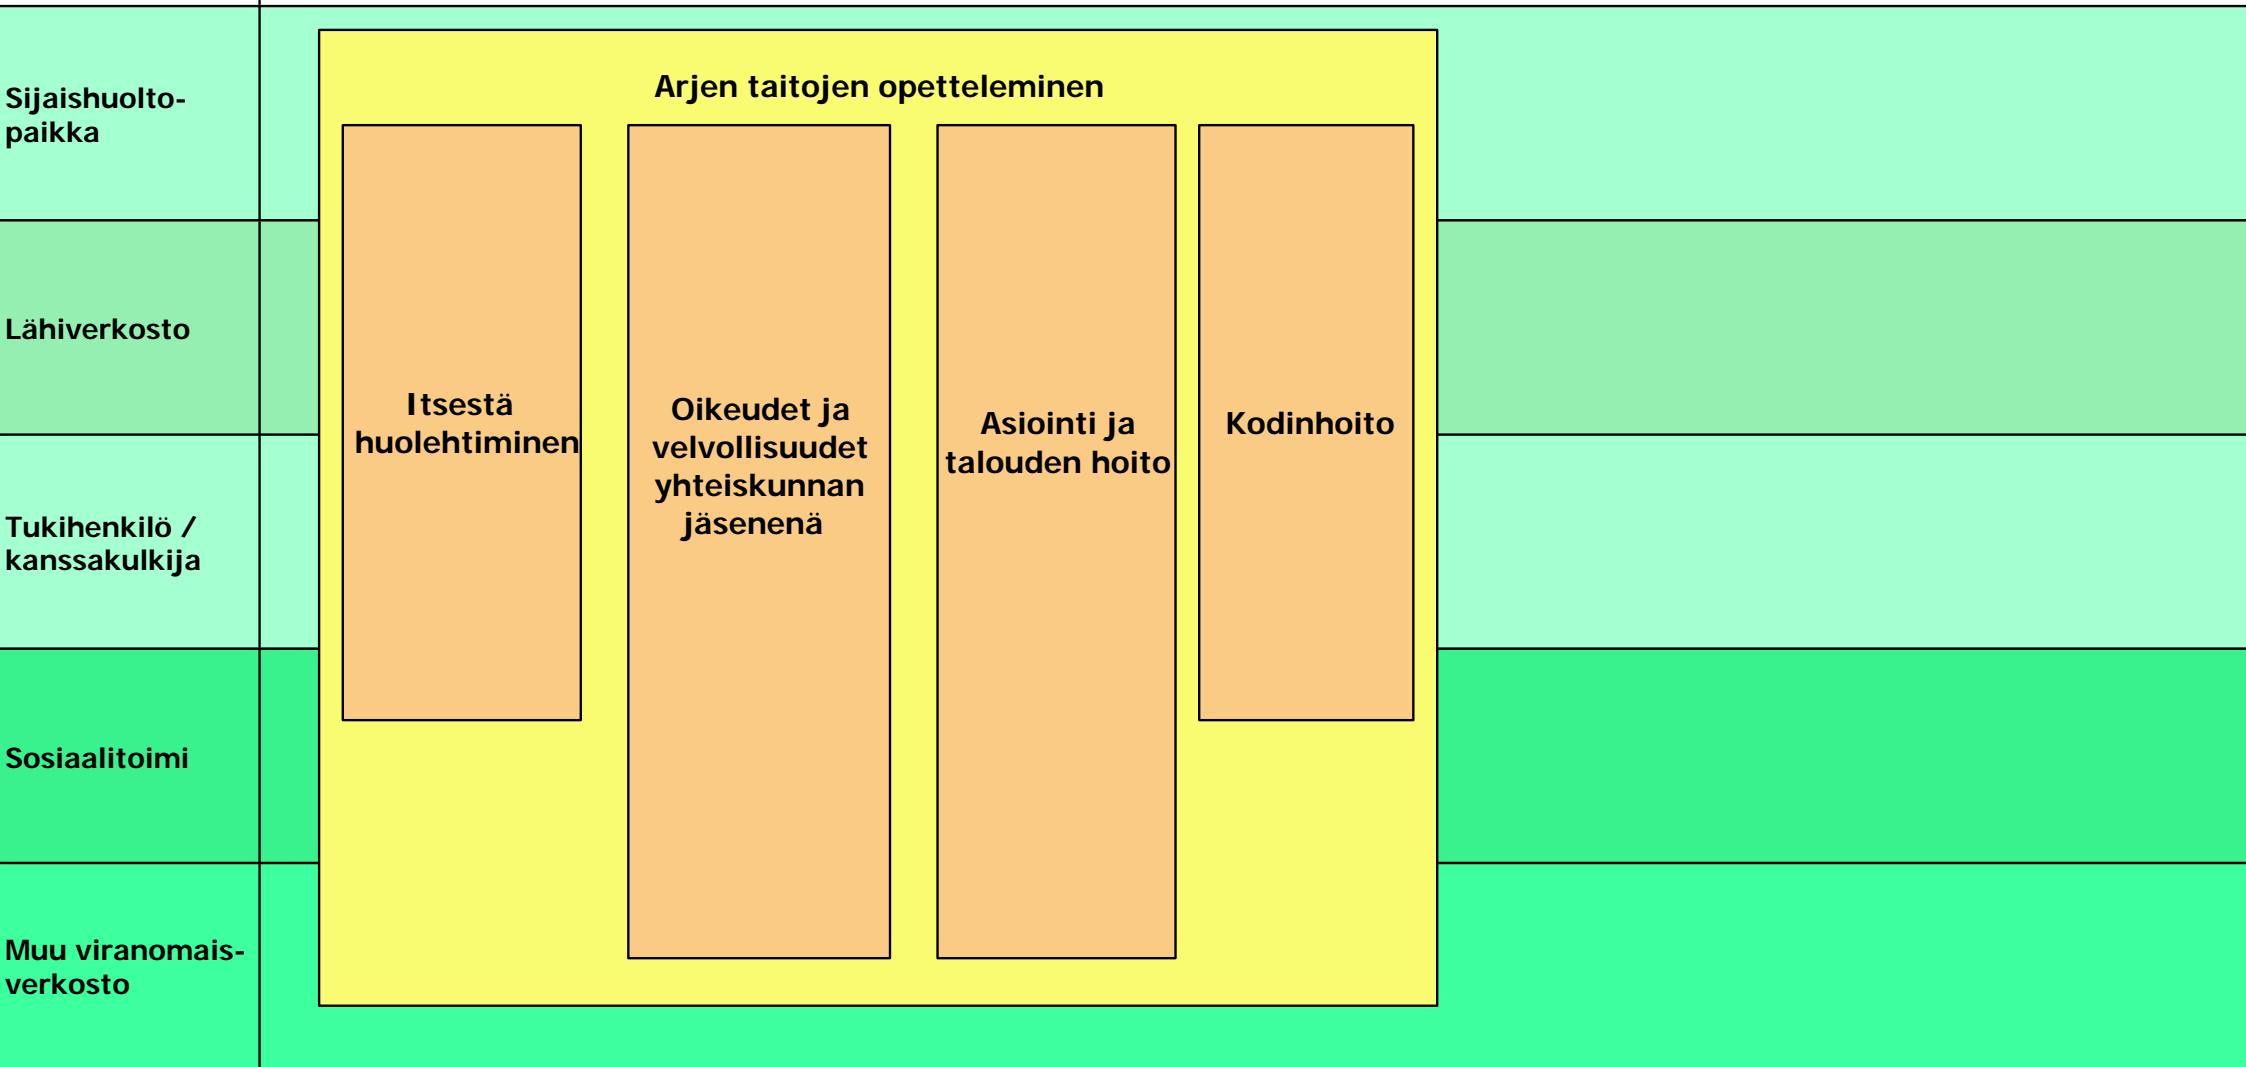 Sijaishuolto-
paikka
Lähiverkosto
Tukihenkilö /
kanssakulkija
Sosiaalitoimi
Muu viranomais-
verkosto
Arjen taitojen opetteleminen
Itsestä
huolehtiminen
Oikeudet ja
velvollisuudet
yhteiskunnan
jäsenenä
Asiointi ja
talouden hoito
Kodinhoito